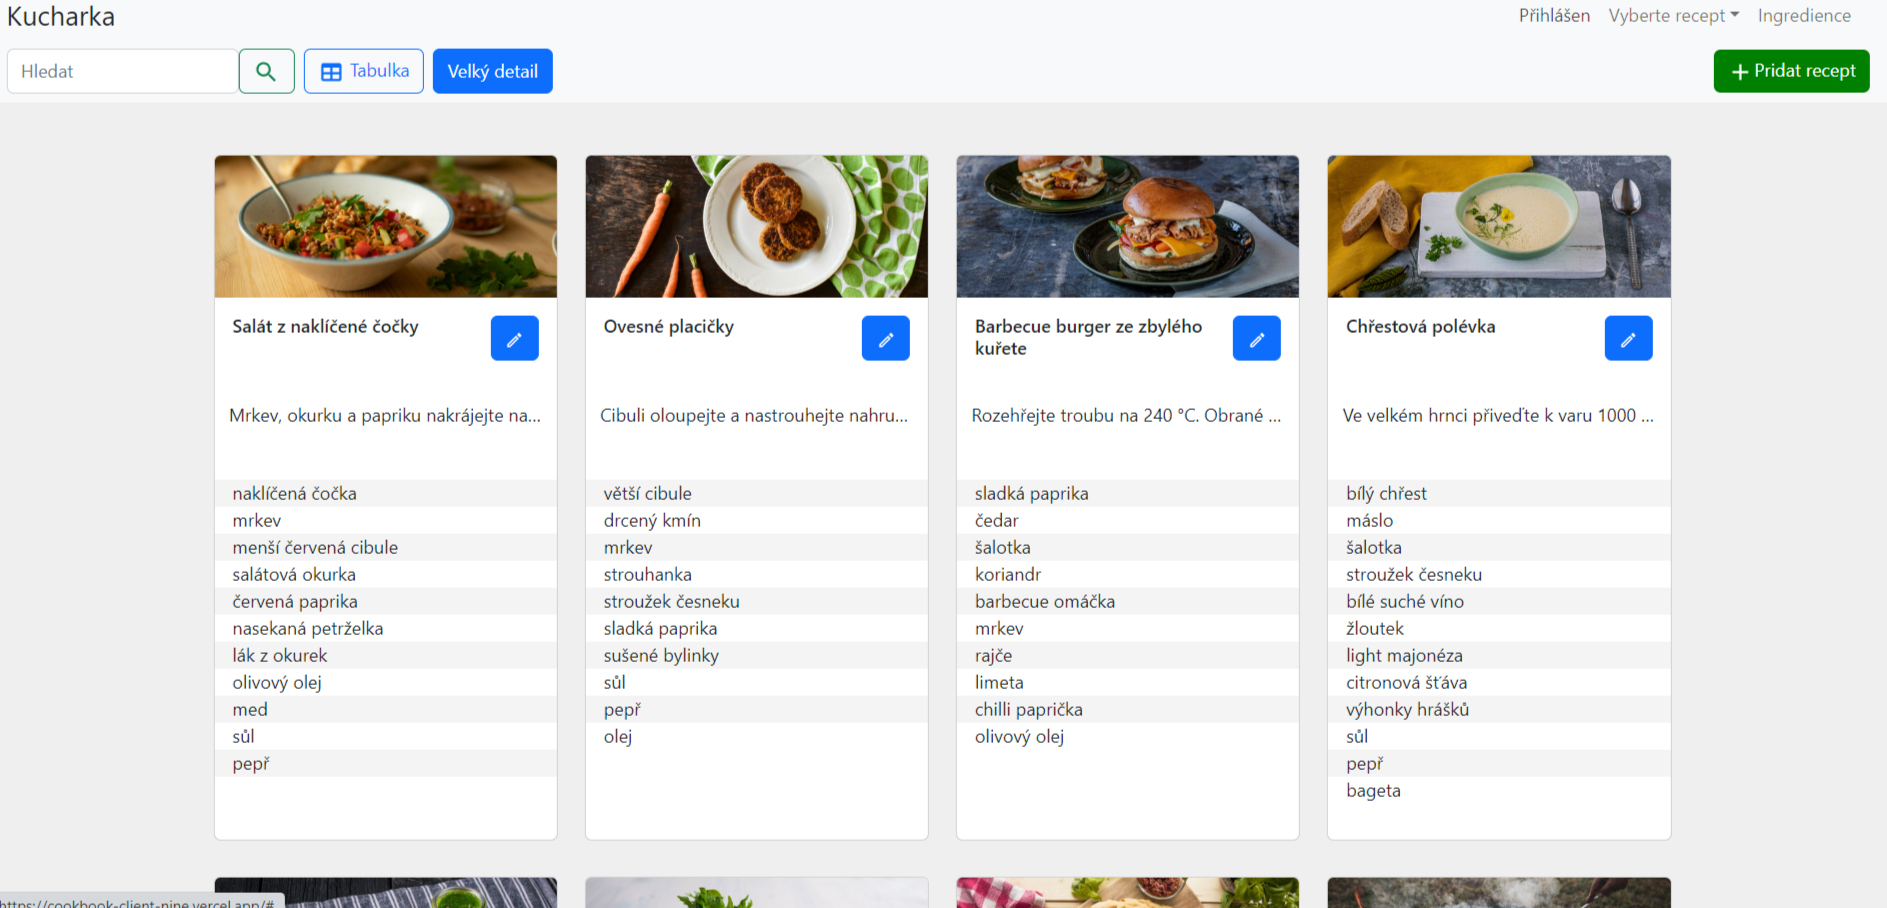 Kucharka
Přihlášen Vyberte recept Ingredience
Hledat Tabulka Velký detail Pridat recept
Salát z naklíčené čočky
Mrkev, okurku a papriku nakrájejte na...
naklíčená čočka
mrkev
menší červená cibule
salátová okurka
červená paprika
nasekaná petrželka
lák z okurek
olivový olej
med
sůl
pepř
Ovesné placičky
Cibuli oloupejte a nastrouhejte nahru...
větší cibule
drcený kmín
mrkev
strouhanka
stroužek česneku
sladká paprika
sušené bylinky
sůl
pepř
olej
Barbecue burger ze zbylého
kuřete
Rozehřejte troubu na 240 °C. Obrané ...
sladká paprika
čedar
šalotka
koriandr
barbecue omáčka
mrkev
rajče
limeta
chilli paprička
olivový olej
Chřestová polévka
Ve velkém hrnci přiveďte k varu 1000 ...
bílý chřest
máslo
šalotka
stroužek česneku
bílé suché víno
žloutek
light majonéza
citronová šťáva
výhonky hrášků
sůl
pepř
bageta
https://cookbook-client-nine.vercel.app/#